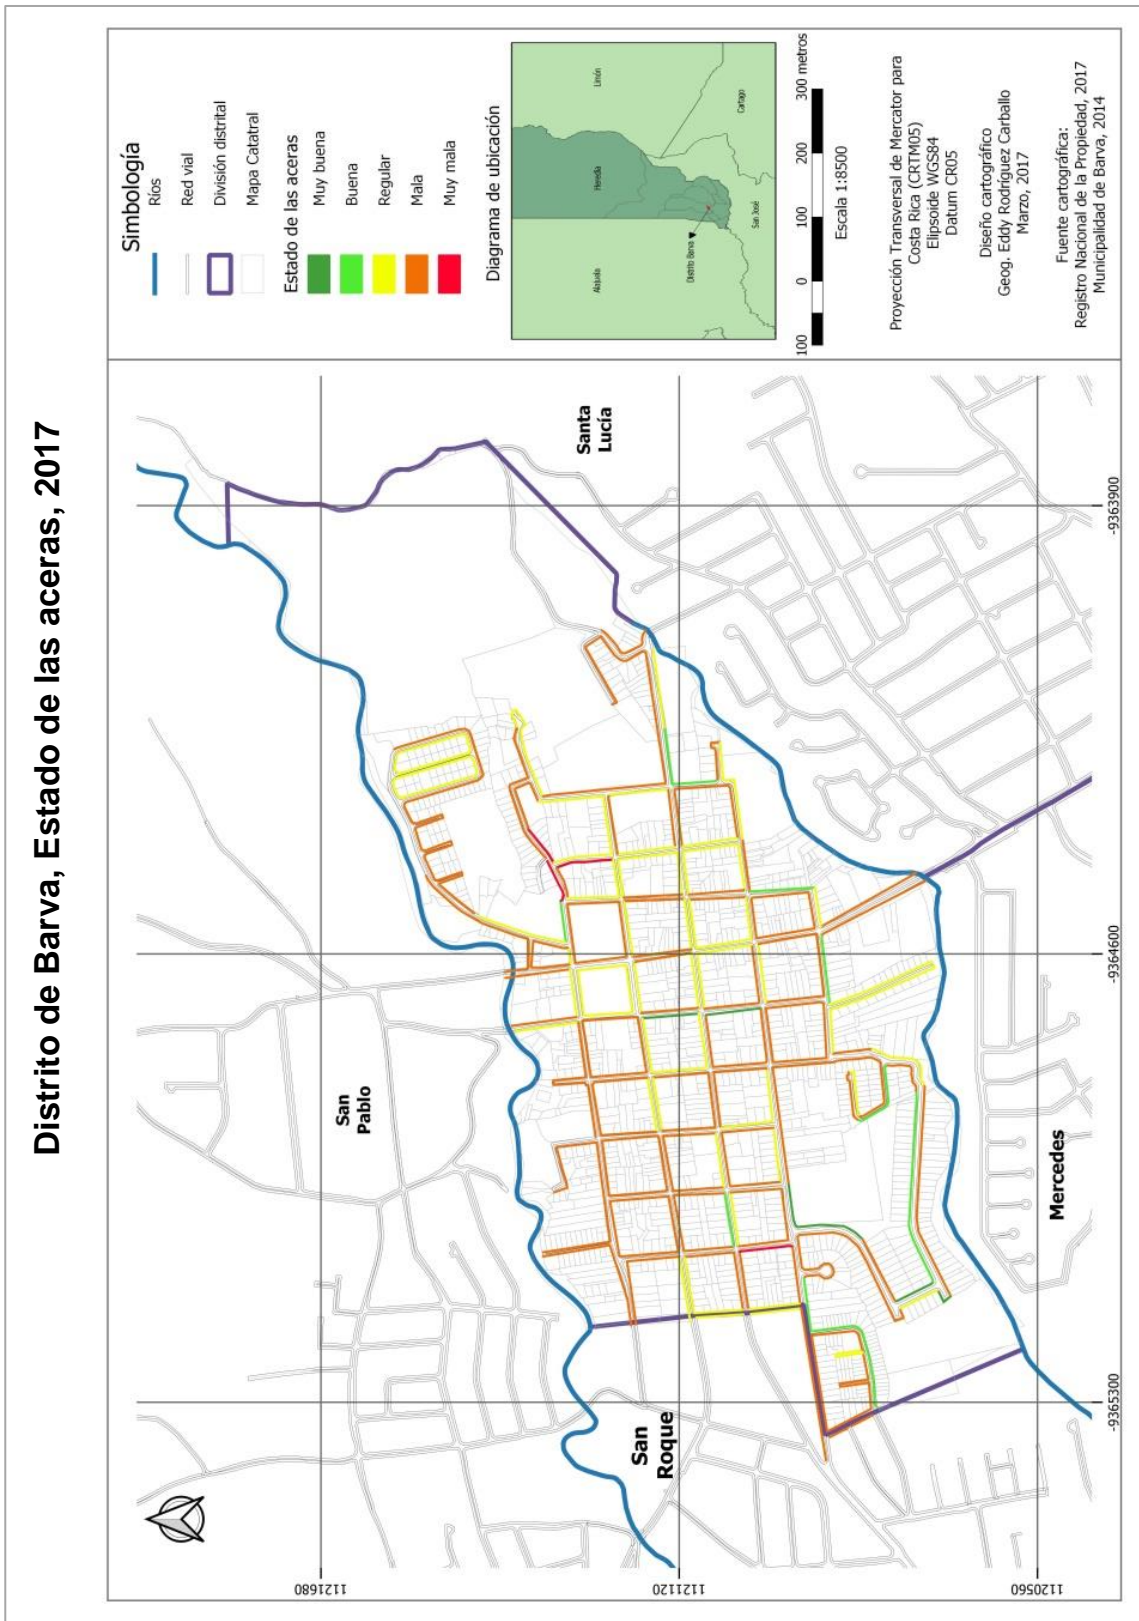 Distrito de Barva, Estado de las aceras, 2017
Simbología
Ríos
Red vial
División distrital
Mapa Catatral
Estado de las aceras
Muy buena
Buena
Regular
Mala
Muy mala
Diagrama de ubicación
Limón
Heredia
Cartago
Alajuela
San José
Distrito Barva
100 0 100 200 300 metros
Escala 1:8500
Proyección Transversal de Mercator para
Costa Rica (CRTM05)
Elipsoide WGS84
Datum CR05
Diseño cartográfico
Geog. Eddy Rodríguez Carballo
Marzo, 2017
Fuente cartográfica:
Registro Nacional de la Propiedad, 2017
Municipalidad de Barva, 2014
San
Pablo
Santa
Lucía
San
Roque
Mercedes
1121680
1121120
1120560
-9365300
-9364600
-9363900